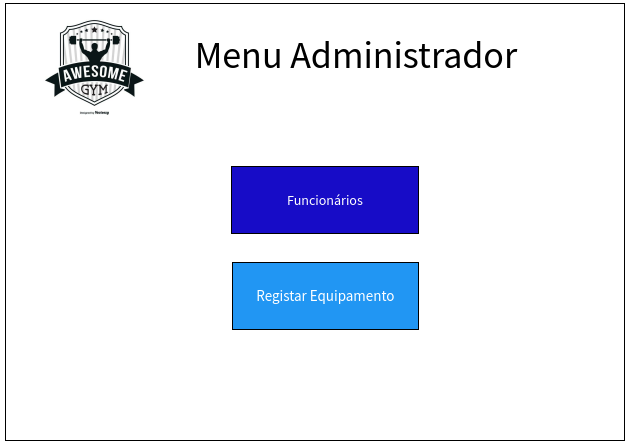 Menu Administrador
AWESOME
GYM
Funcionários
Registar Equipamento